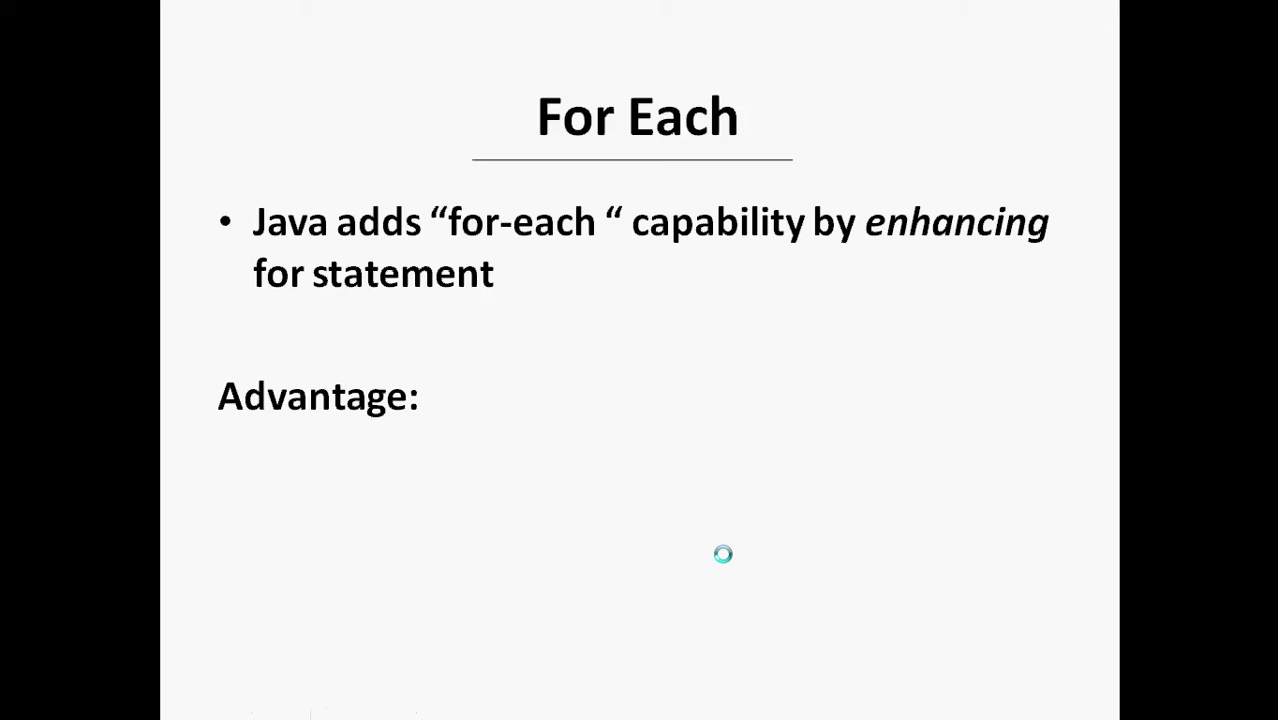 For Each
• Java adds “for-each “ capability by enhancing
for statement
Advantage: